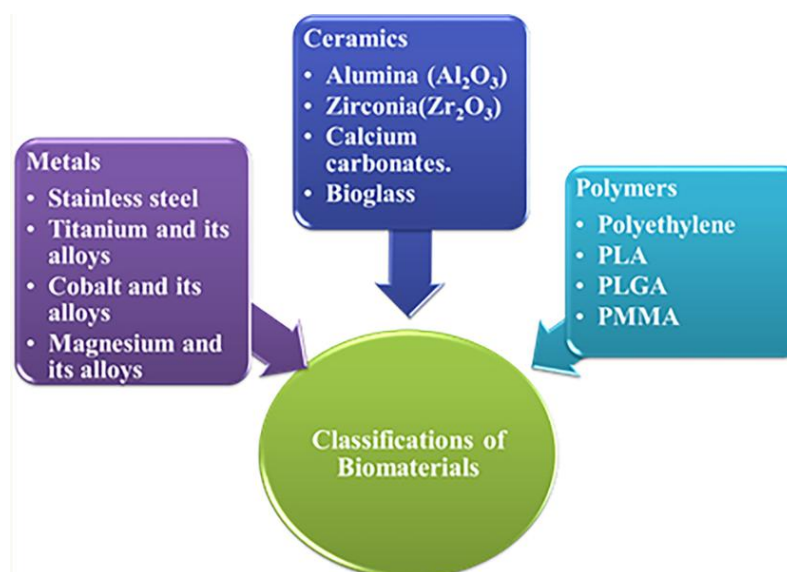 Ceramics
• Alumina (Al₂O₃)
• Zirconia(Zr₂O₃)
• Calcium
carbonates.
• Bioglass
Metals
• Stainless steel
• Titanium and its
alloys
• Cobalt and its
alloys
• Magnesium and
its alloys
Polymers
• Polyethylene
• PLA
• PLGA
• PMMA
Classifications of
Biomaterials